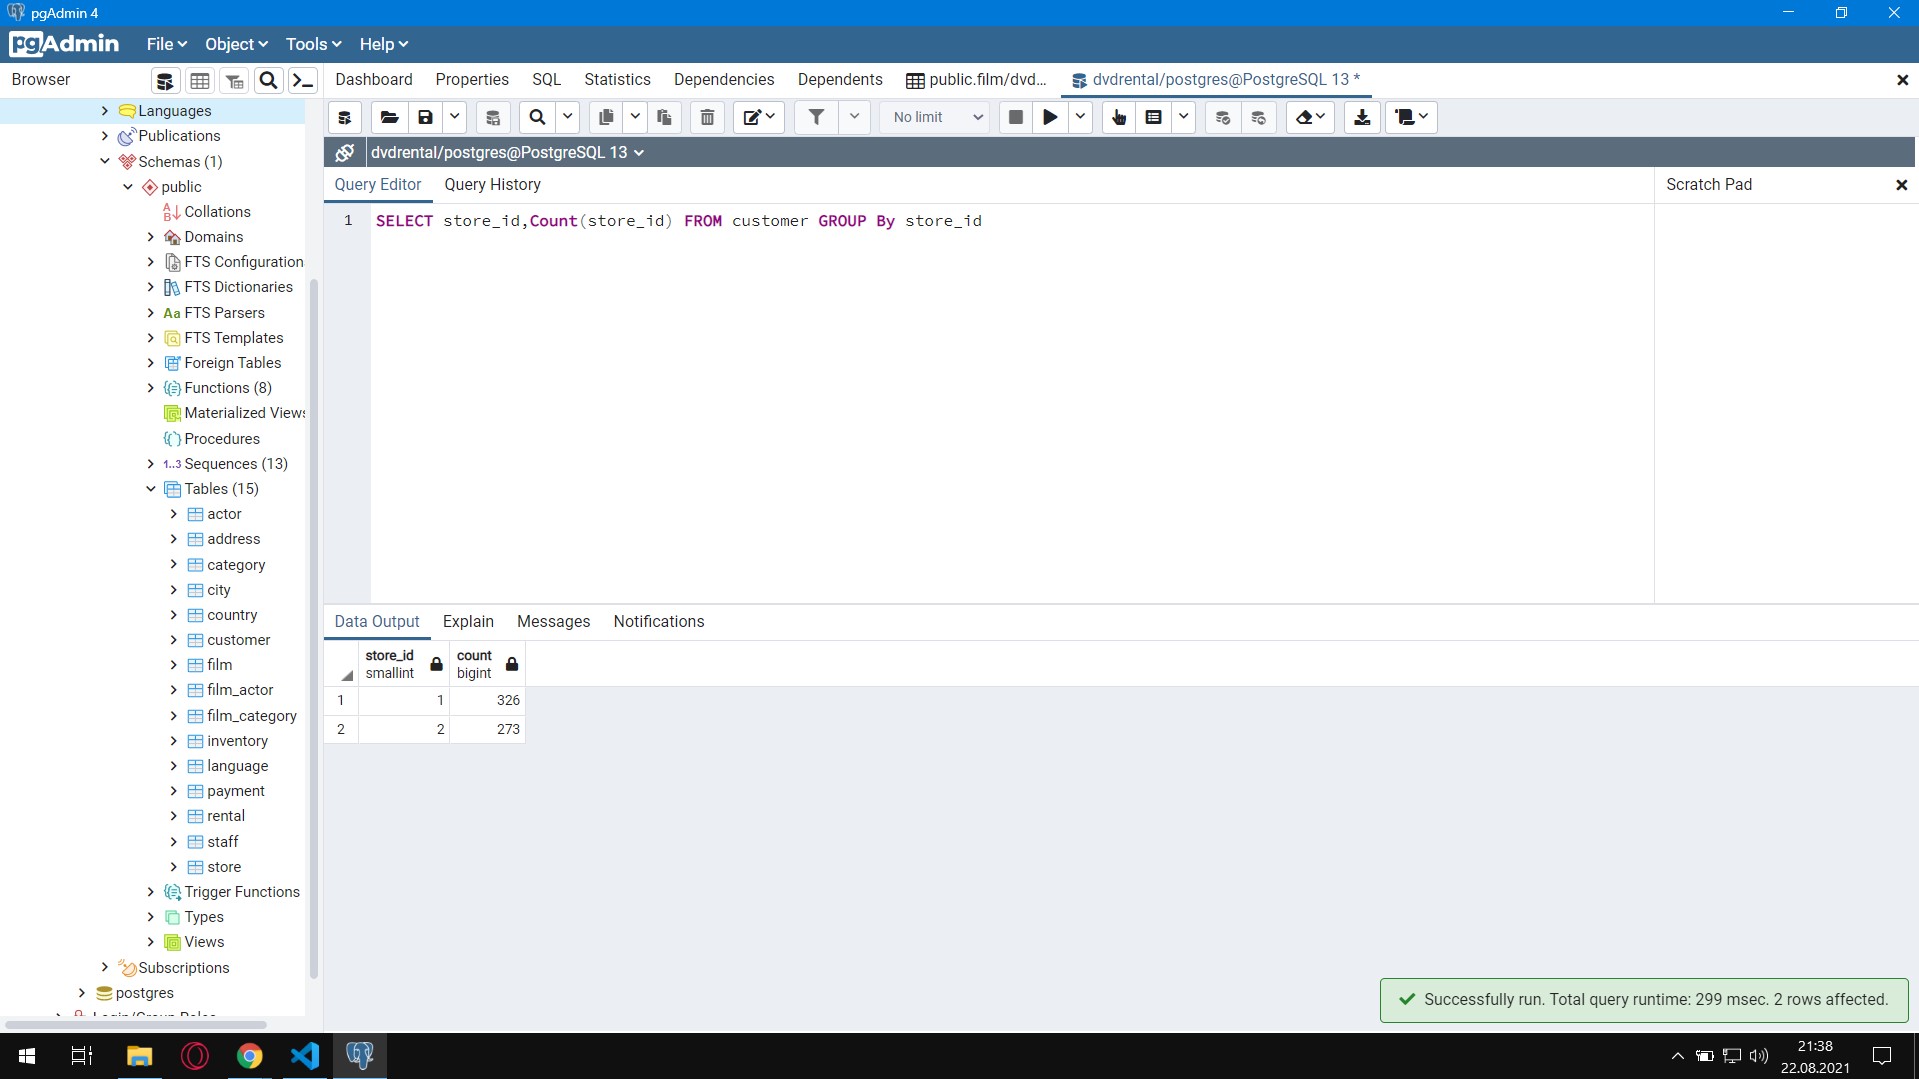 pgAdmin 4
pgAdmin
File
Object
Tools
Help
Browser
Dashboard
Properties
SQL
Statistics
Dependencies
Dependents
public.film/dvd...
dvdrental/postgres@PostgreSQL 13 *
No limit
dvdrental/postgres@PostgreSQL 13
Query Editor
Query History
Scratch Pad
1 SELECT store_id,Count(store_id) FROM customer GROUP By store_id
Languages
Publications
Schemas (1)
public
Collations
Domains
FTS Configuration
FTS Dictionaries
Aa FTS Parsers
FTS Templates
Foreign Tables
Functions (8)
Materialized Views
Procedures
1..3 Sequences (13)
Tables (15)
actor
address
category
city
country
customer
film
film_actor
film_category
inventory
language
payment
rental
staff
store
Trigger Functions
Types
Views
Subscriptions
postgres
Data Output
Explain
Messages
Notifications
store_id smallint
count bigint
1 1 326
2 2 273
Successfully run. Total query runtime: 299 msec. 2 rows affected.
21:38
22.08.2021